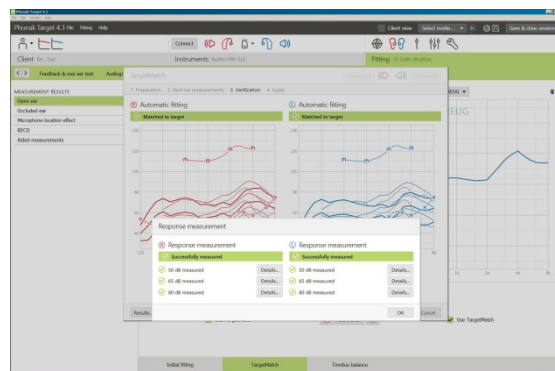 Phonak Target 4.3
Phonak Target 4.3 File Fitting Help
Client view Select media... Save & close session
Connect
Client
Instruments
Fitting
Feedback & real ear test
TargetMatch
1 Preparation 2 Real ear measurements 3 Verification 4 Apply
MEASUREMENT RESULTS
Open ear
Occluded ear
Microphone location effect
RECD
Aided measurements
R Automatic fitting
Matched to target
L Automatic fitting
Matched to target
Response measurement
R Response measurement
Successfully measured
50 dB measured Details...
65 dB measured Details...
80 dB measured Details...
L Response measurement
Successfully measured
50 dB measured Details...
65 dB measured Details...
80 dB measured Details...
OK
Results...
Cancel
Use TargetMatch
Initial fitting TargetMatch Tinnitus balance